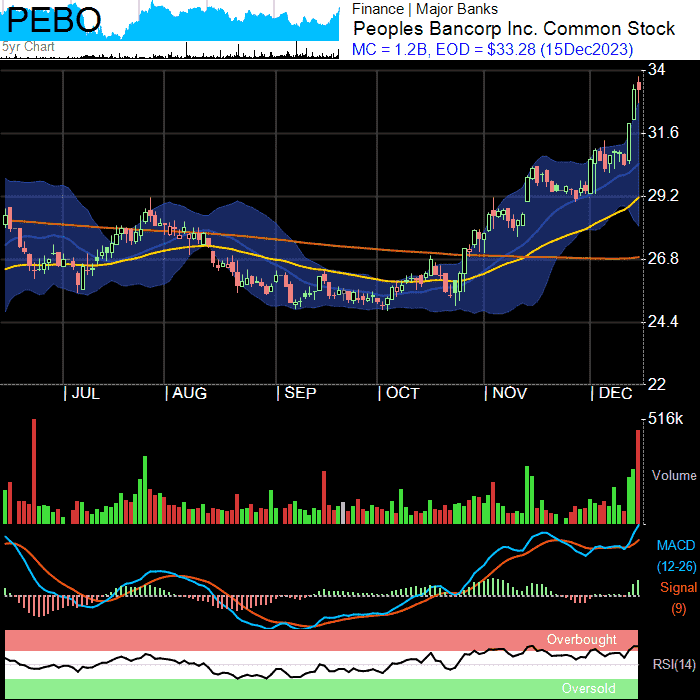 PEBO
5yr Chart
Finance | Major Banks
Peoples Bancorp Inc. Common Stock
MC = 1.2B, EOD = $33.28 (15Dec2023)
34
31.6
29.2
26.8
24.4
22
| JUL | AUG | SEP | OCT | NOV | DEC
516k
Volume
MACD
(12-26)
Signal
(9)
Overbought
RSI(14)
Oversold